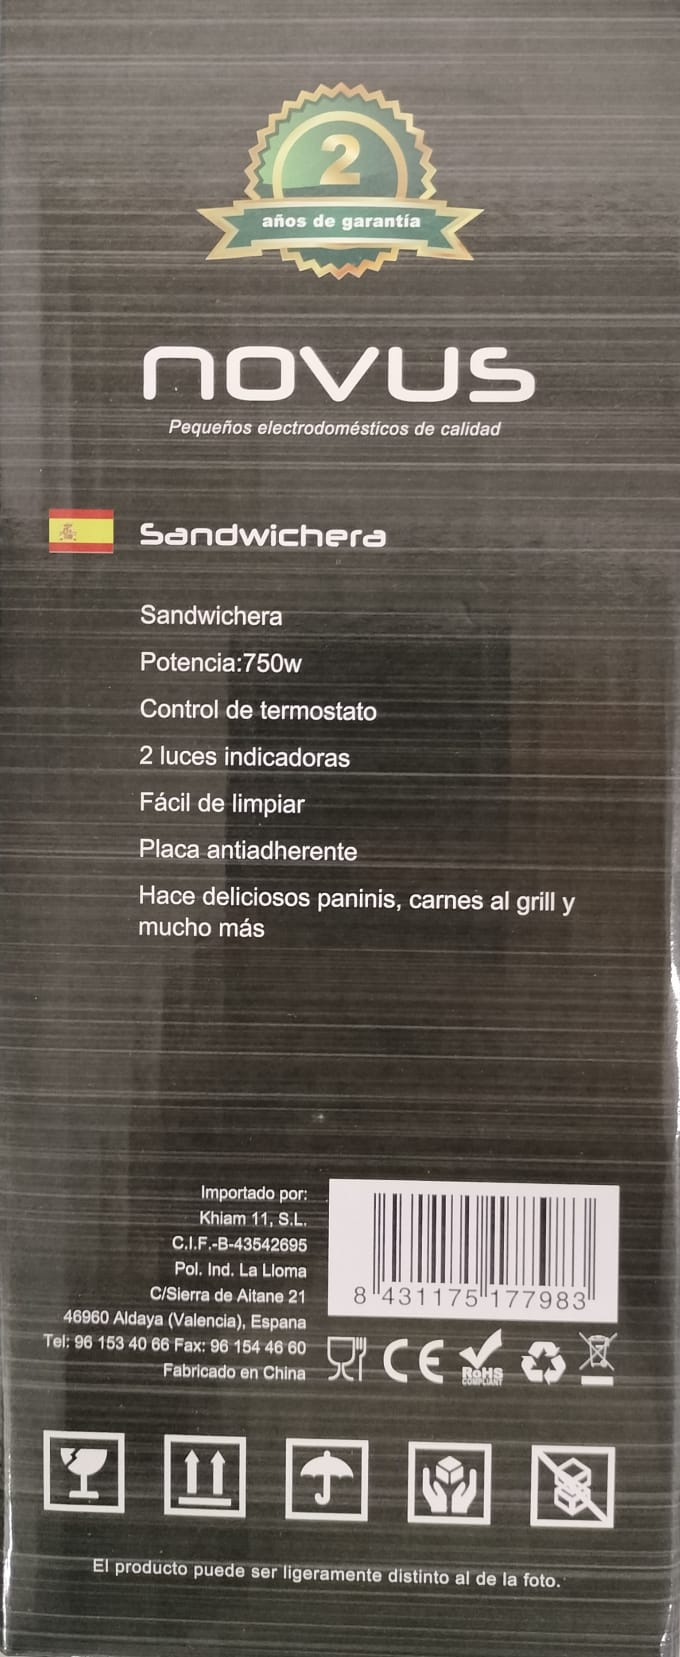 2
años de garantía
novus
Pequeños electrodomésticos de calidad
Sandwichera
Sandwichera
Potencia:750w
Control de termostato
2 luces indicadoras
Fácil de limpiar
Placa antiadherente
Hace deliciosos paninis, carnes al grill y
mucho más
Importado por:
Khiam 11, S.L.
C.I.F.-B-43542695
Pol. Ind. La Lloma
C/Sierra de Aitane 21
46960 Aldaya (Valencia), Espana
Tel: 96 153 40 66 Fax: 96 154 46 60
Fabricado en China
8 431175 177983
CE
RoHS
COMPLIANT
El producto puede ser ligeramente distinto al de la foto.